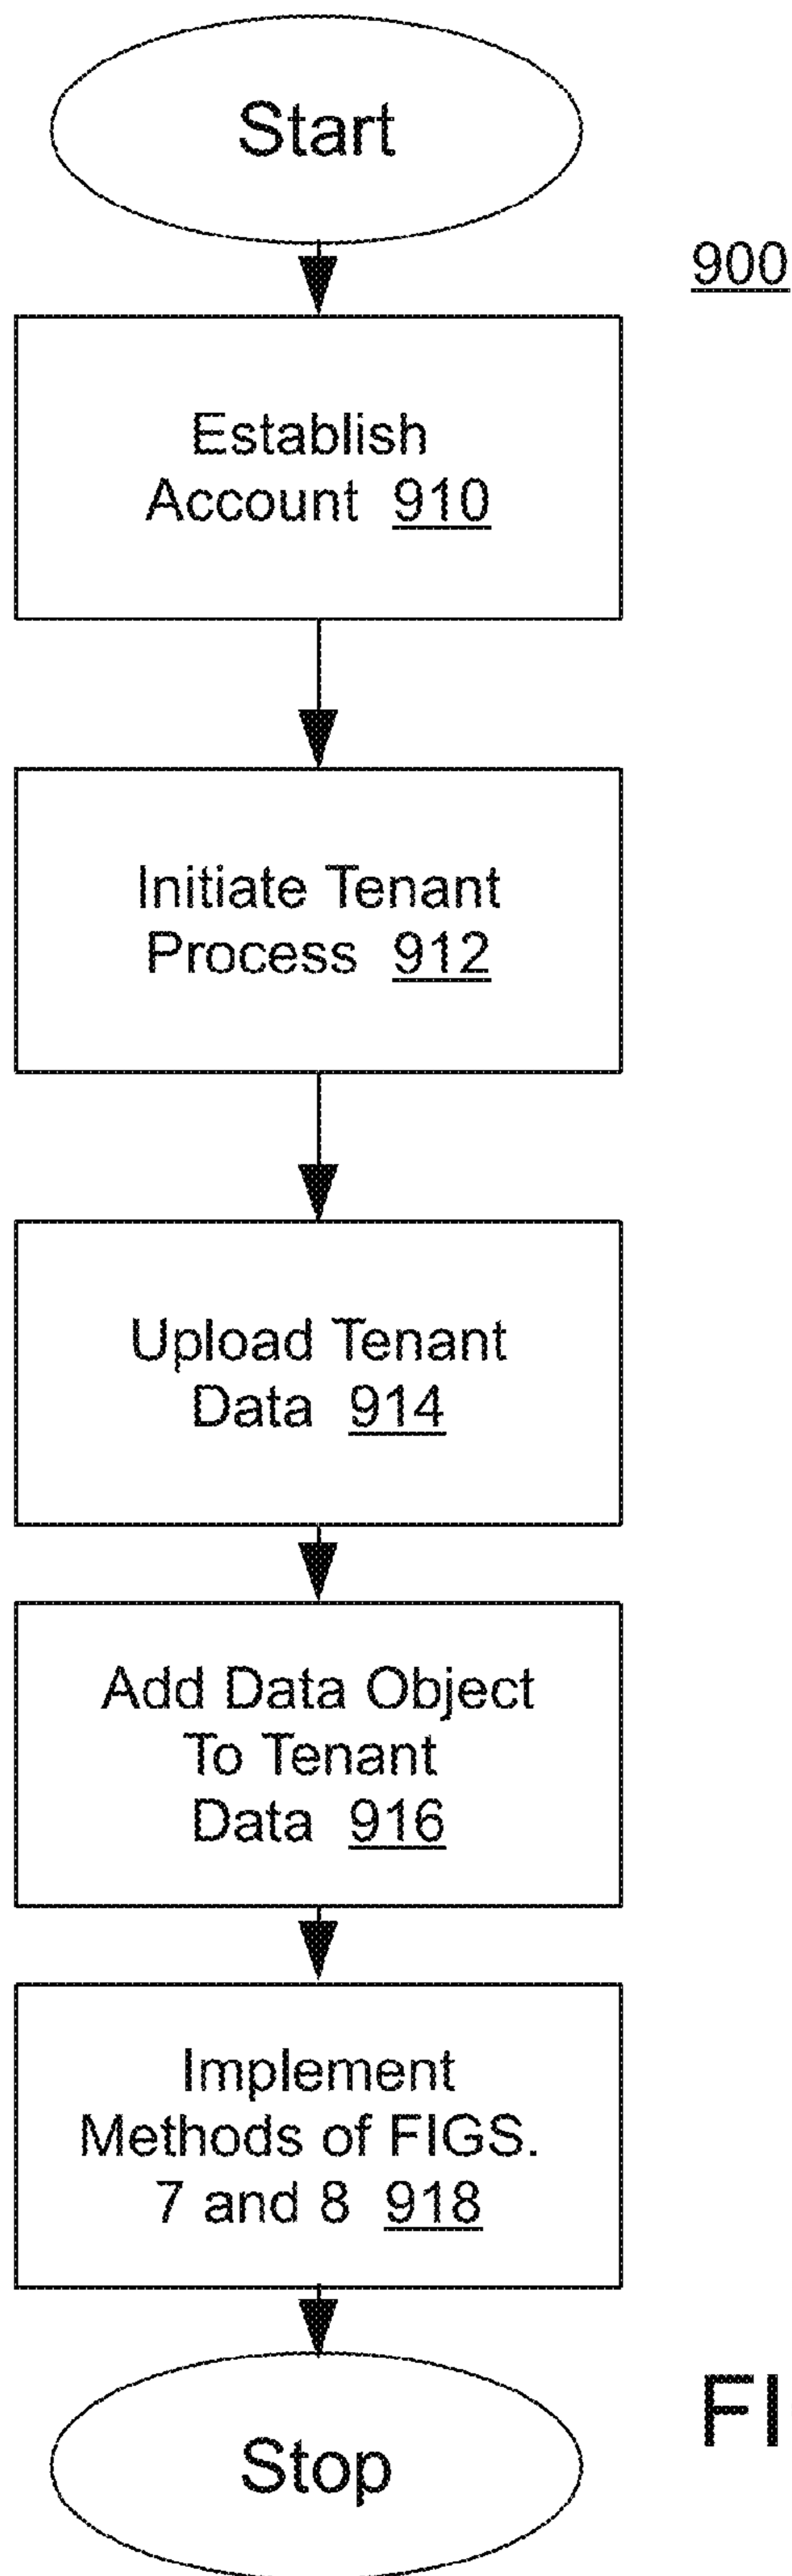 Start
900
Establish
Account 910
Initiate Tenant
Process 912
Upload Tenant
Data 914
Add Data Object
To Tenant
Data 916
Implement
Methods of FIGS.
7 and 8 918
Stop